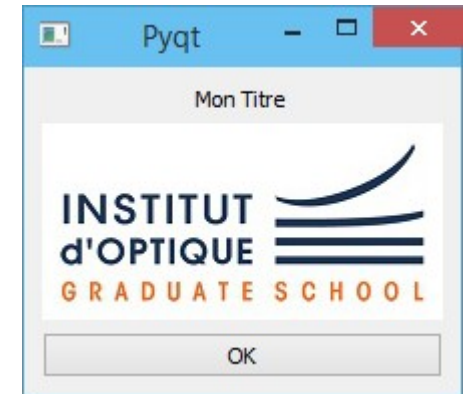 Pyqt
Mon Titre
INSTITUT
d'OPTIQUE
GRADUATE SCHOOL
OK